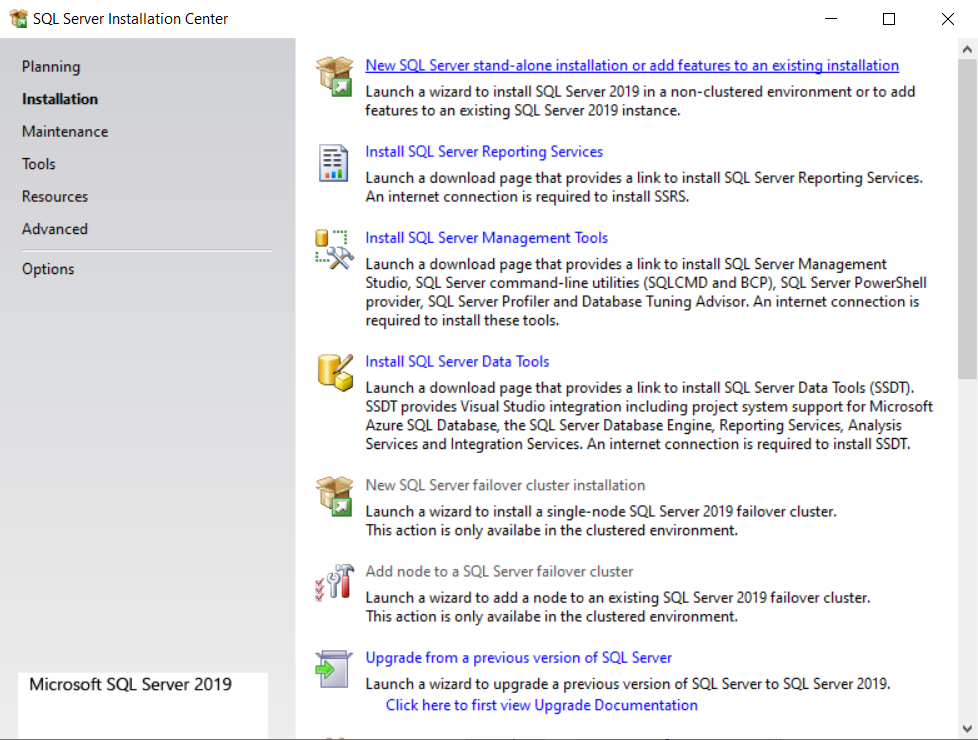 SQL Server Installation Center
Planning
Installation
Maintenance
Tools
Resources
Advanced
Options
Microsoft SQL Server 2019
New SQL Server stand-alone installation or add features to an existing installation
Launch a wizard to install SQL Server 2019 in a non-clustered environment or to add
features to an existing SQL Server 2019 instance.
Install SQL Server Reporting Services
Launch a download page that provides a link to install SQL Server Reporting Services.
An internet connection is required to install SSRS.
Install SQL Server Management Tools
Launch a download page that provides a link to install SQL Server Management
Studio, SQL Server command-line utilities (SQLCMD and BCP), SQL Server PowerShell
provider, SQL Server Profiler and Database Tuning Advisor. An internet connection is
required to install these tools.
Install SQL Server Data Tools
Launch a download page that provides a link to install SQL Server Data Tools (SSDT).
SSDT provides Visual Studio integration including project system support for Microsoft
Azure SQL Database, the SQL Server Database Engine, Reporting Services, Analysis
Services and Integration Services. An internet connection is required to install SSDT.
New SQL Server failover cluster installation
Launch a wizard to install a single-node SQL Server 2019 failover cluster.
This action is only availabe in the clustered environment.
Add node to a SQL Server failover cluster
Launch a wizard to add a node to an existing SQL Server 2019 failover cluster.
This action is only availabe in the clustered environment.
Upgrade from a previous version of SQL Server
Launch a wizard to upgrade a previous version of SQL Server to SQL Server 2019.
Click here to first view Upgrade Documentation